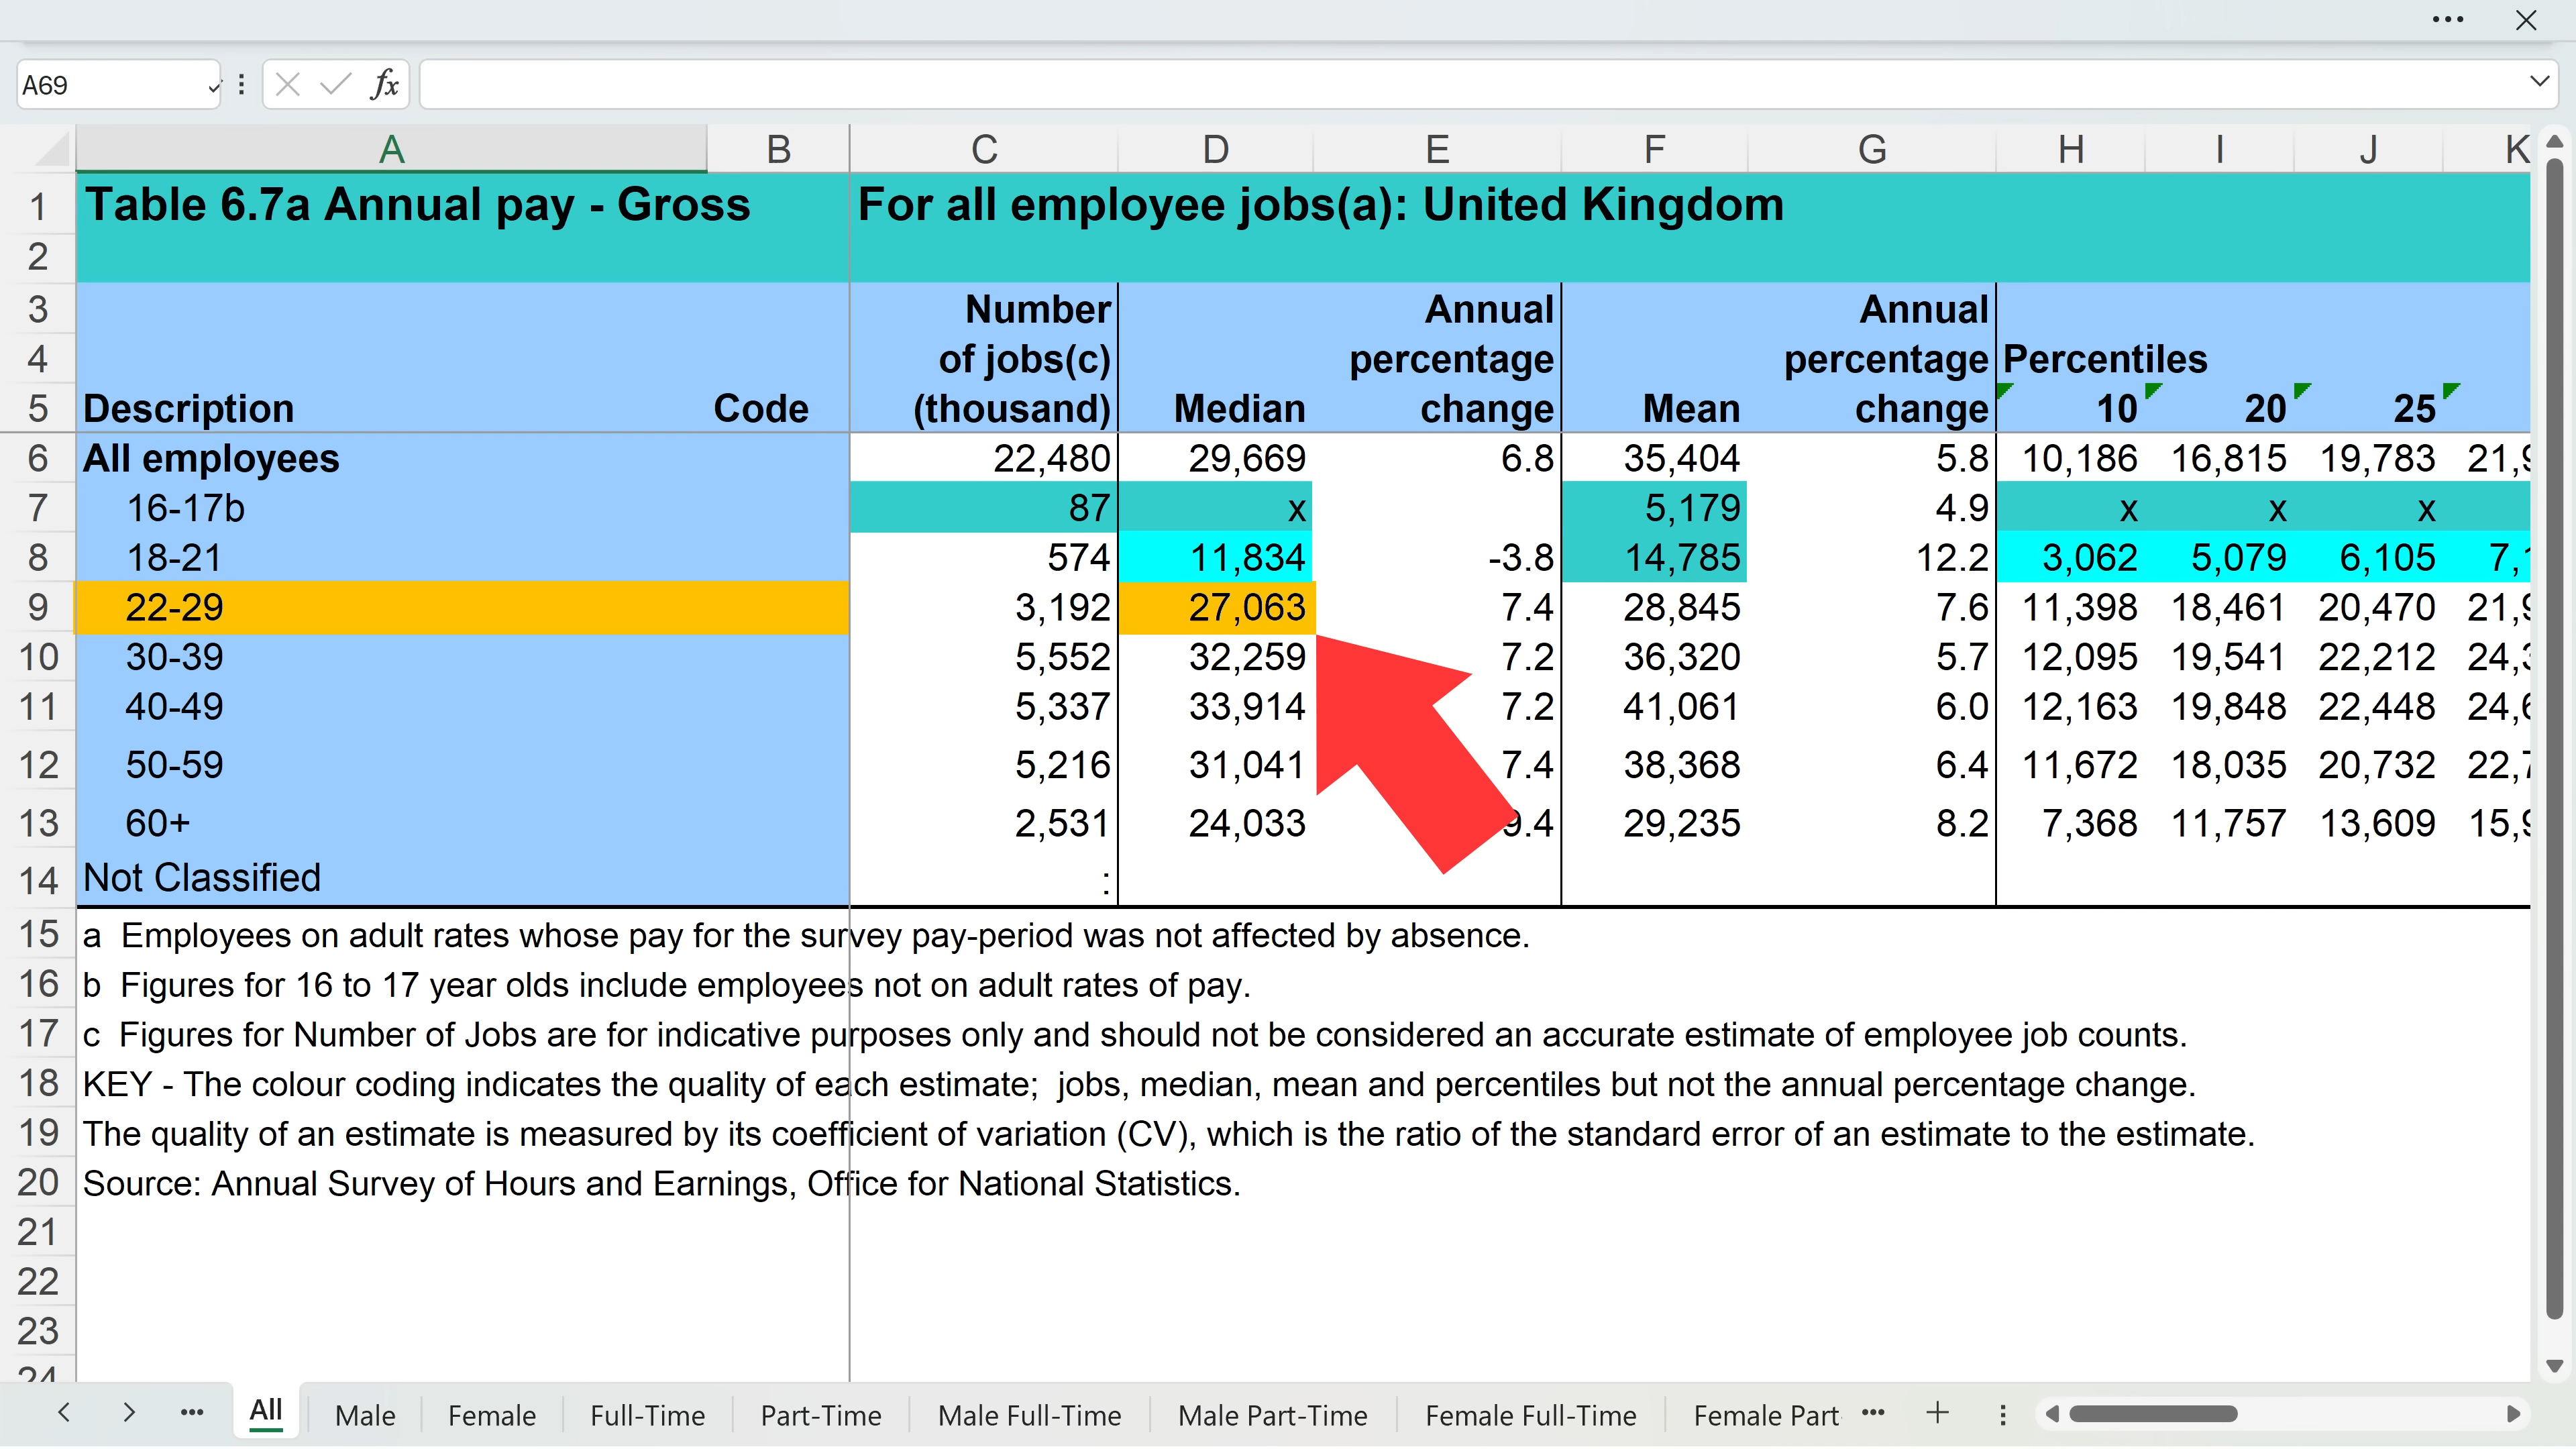 A69 fx
A B C D E F G H I J K
1 Table 6.7a Annual pay - Gross For all employee jobs(a): United Kingdom
2
3 Number Annual Annual
4 of jobs(c) percentage percentage Percentiles
5 Description Code (thousand) Median change Mean change 10 20 25
6 All employees 22,480 29,669 6.8 35,404 5.8 10,186 16,815 19,783
7 16-17b 87 x 5,179 4.9 x x x
8 18-21 574 11,834 -3.8 14,785 12.2 3,062 5,079 6,105
9 22-29 3,192 27,063 7.4 28,845 7.6 11,398 18,461 20,470
10 30-39 5,552 32,259 7.2 36,320 5.7 12,095 19,541 22,212
11 40-49 5,337 33,914 7.2 41,061 6.0 12,163 19,848 22,448
12 50-59 5,216 31,041 7.4 38,368 6.4 11,672 18,035 20,732
13 60+ 2,531 24,033 9.4 29,235 8.2 7,368 11,757 13,609
14 Not Classified :
15 a Employees on adult rates whose pay for the survey pay-period was not affected by absence.
16 b Figures for 16 to 17 year olds include employees not on adult rates of pay.
17 c Figures for Number of Jobs are for indicative purposes only and should not be considered an accurate estimate of employee job counts.
18 KEY - The colour coding indicates the quality of each estimate; jobs, median, mean and percentiles but not the annual percentage change.
19 The quality of an estimate is measured by its coefficient of variation (CV), which is the ratio of the standard error of an estimate to the estimate.
20 Source: Annual Survey of Hours and Earnings, Office for National Statistics.
21
22
23
24
All Male Female Full-Time Part-Time Male Full-Time Male Part-Time Female Full-Time Female Part